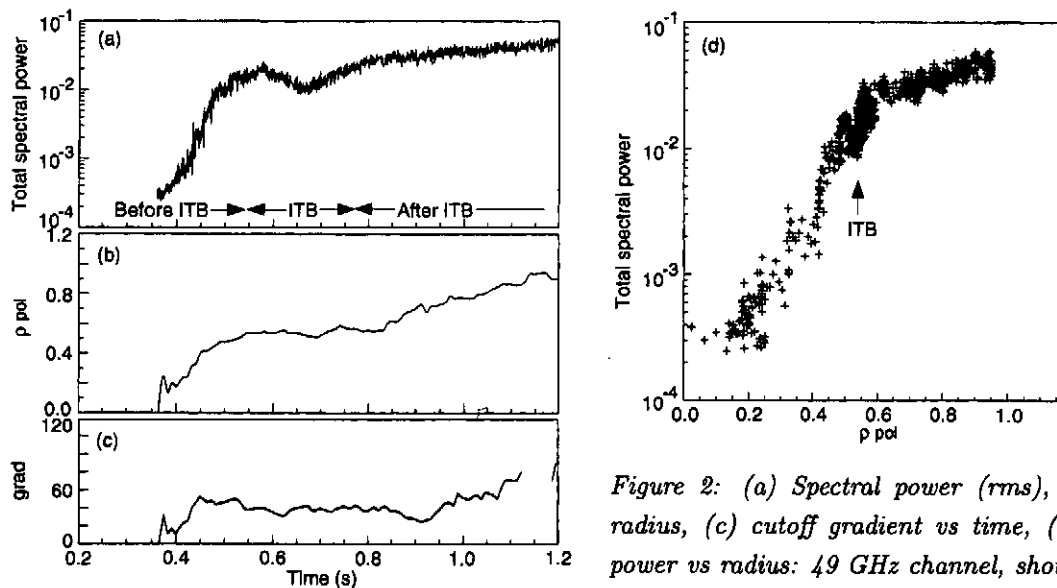 10⁻¹
(a)
10⁻²
10⁻³
10⁻⁴
Total spectral power
Before ITB
ITB
After ITB
1.2
(b)
0.8
0.4
0.0
ρ pol
120
(c)
60
0
grad
0.2 0.4 0.6 0.8 1.0 1.2
Time (s)
10⁻¹
(d)
10⁻²
10⁻³
10⁻⁴
Total spectral power
ITB
0.0 0.2 0.4 0.6 0.8 1.0
ρ pol
Figure 2: (a) Spectral power (rms),
radius, (c) cutoff gradient vs time, (
power vs radius: 49 GHz channel, shot